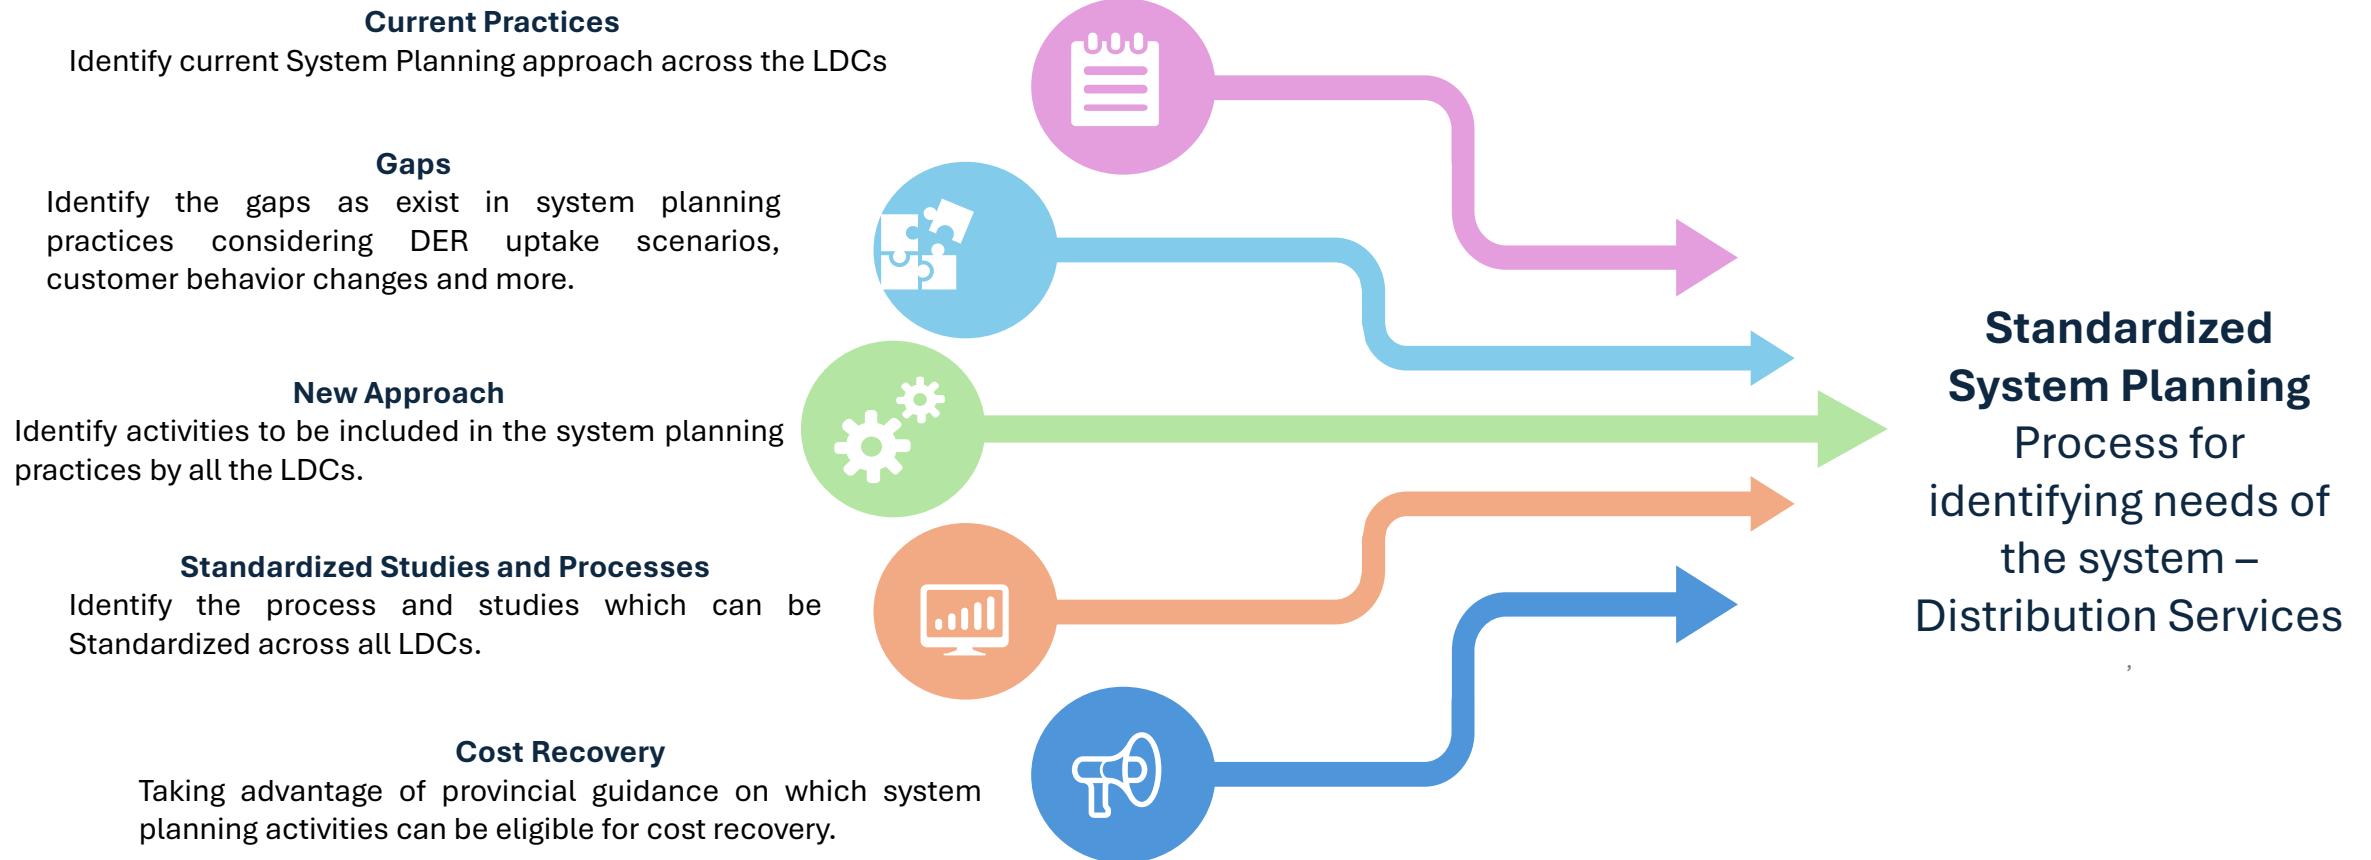 Current Practices
Identify current System Planning approach across the LDCs
Gaps
Identify the gaps as exist in system planning
practices considering DER uptake scenarios,
customer behavior changes and more.
New Approach
Identify activities to be included in the system planning
practices by all the LDCs.
Standardized Studies and Processes
Identify the process and studies which can be
Standardized across all LDCs.
Cost Recovery
Taking advantage of provincial guidance on which system
planning activities can be eligible for cost recovery.
Standardized
System Planning
Process for
identifying needs of
the system –
Distribution Services
,